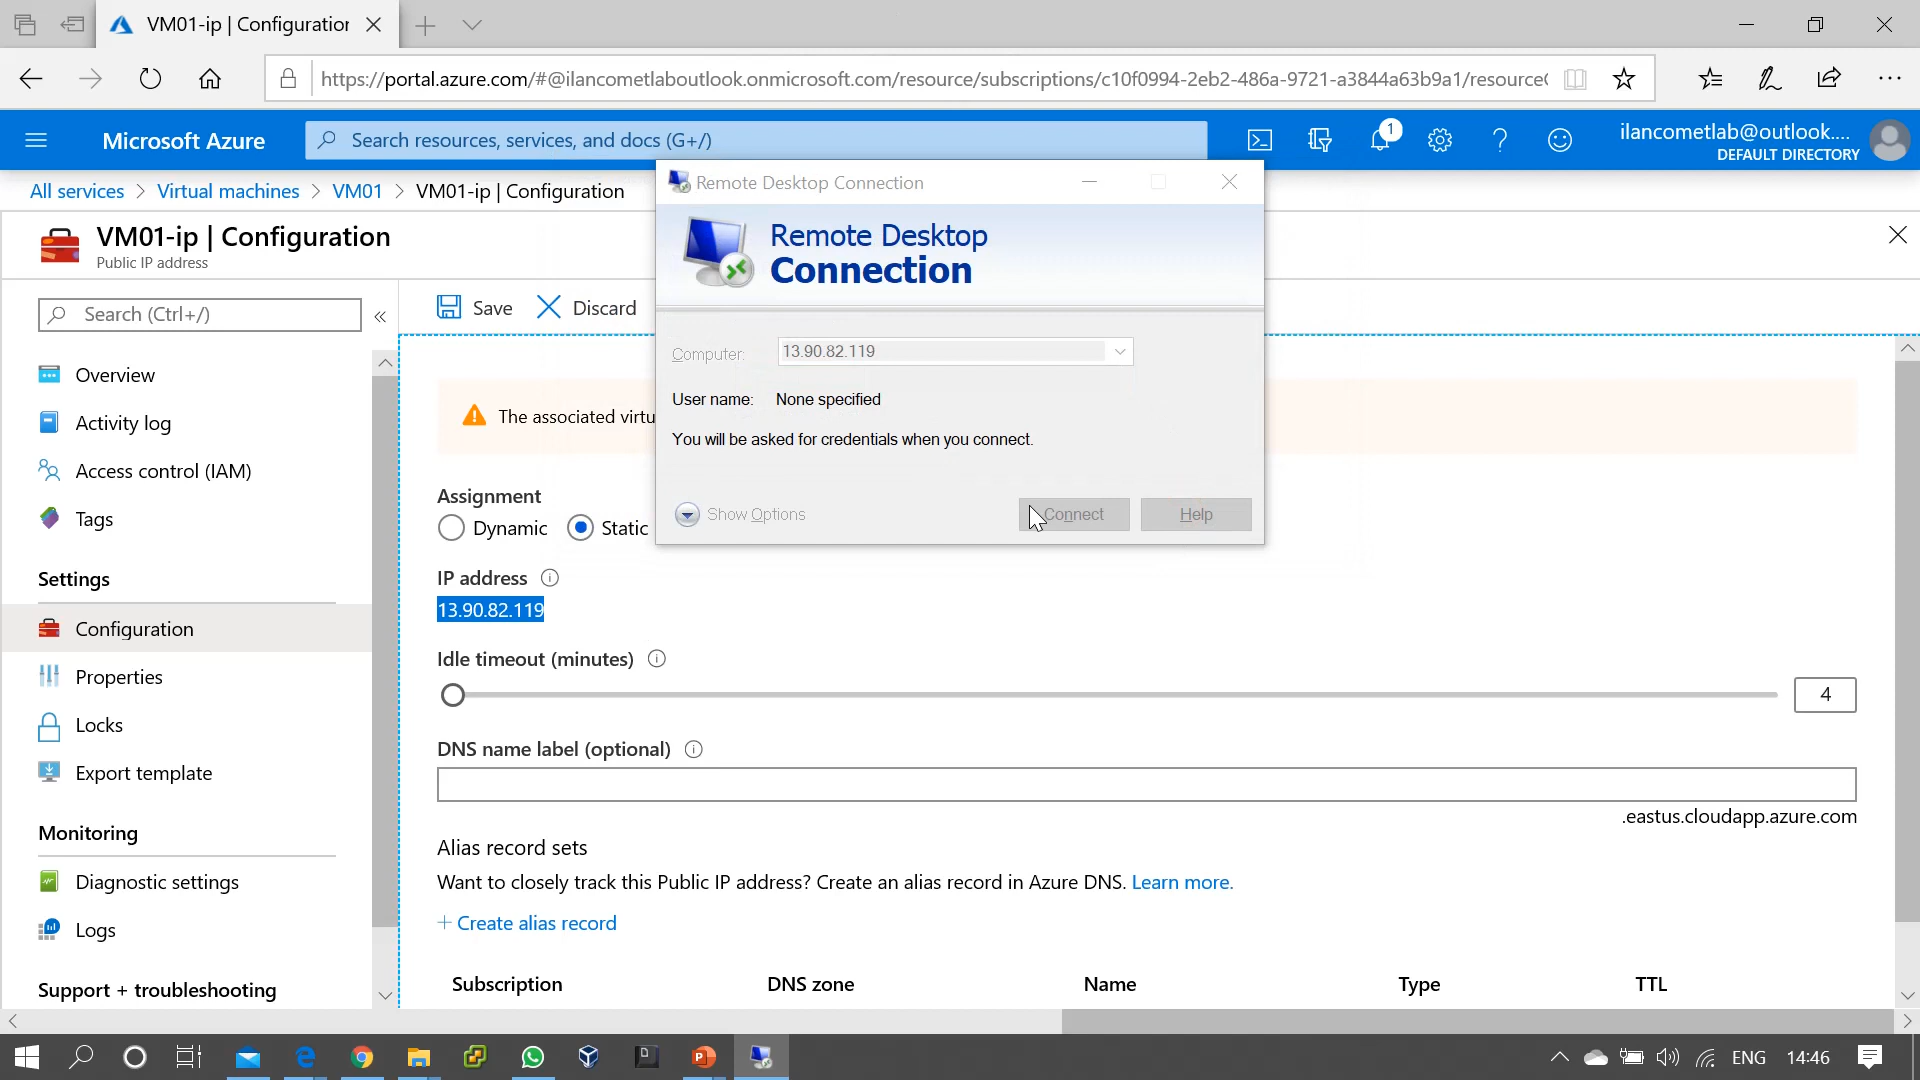 VM01-ip | Configuration
https://portal.azure.com/#@ilancometlaboutlook.onmicrosoft.com/resource/subscriptions/c10f0994-2eb2-486a-9721-a3844a63b9a1/resource
Microsoft Azure
Search resources, services, and docs (G+/)
1
ilancometlab@outlook....
DEFAULT DIRECTORY
All services > Virtual machines > VM01 > VM01-ip | Configuration
VM01-ip | Configuration
Public IP address
Search (Ctrl+/)
«
Overview
Activity log
Access control (IAM)
Tags
Settings
Configuration
Properties
Locks
Export template
Monitoring
Diagnostic settings
Logs
Support + troubleshooting
Save
Discard
The associated virtu
Assignment
Dynamic
Static
IP address
13.90.82.119
Idle timeout (minutes)
4
DNS name label (optional)
.eastus.cloudapp.azure.com
Alias record sets
Want to closely track this Public IP address? Create an alias record in Azure DNS. Learn more.
+ Create alias record
Subscription DNS zone Name Type TTL
Remote Desktop Connection
Remote Desktop
Connection
Computer: 13.90.82.119
User name: None specified
You will be asked for credentials when you connect.
Show Options
Connect
Help
ENG
14:46